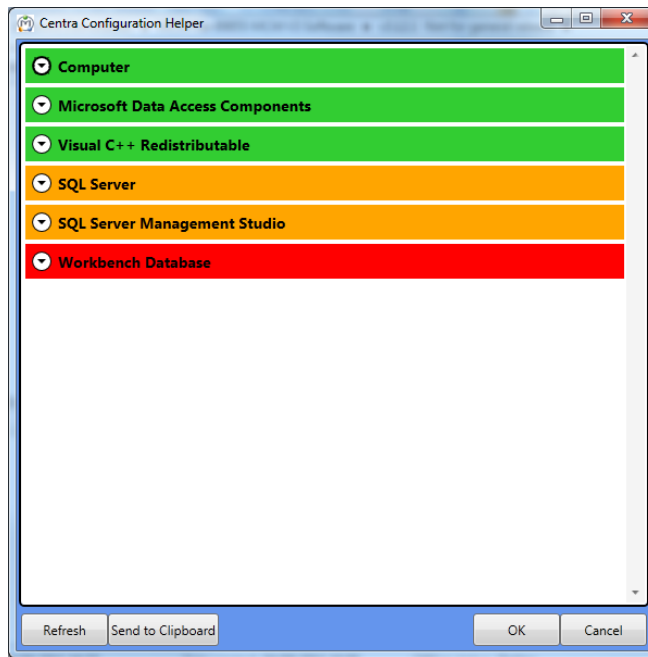 Centra Configuration Helper
Computer
Microsoft Data Access Components
Visual C++ Redistributable
SQL Server
SQL Server Management Studio
Workbench Database
Refresh
Send to Clipboard
OK
Cancel